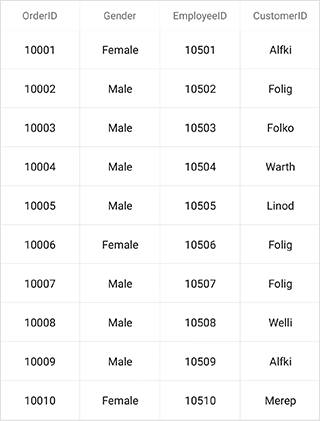 OrderID Gender EmployeeID CustomerID
10001 Female 10501 Alfki
10002 Male 10502 Folig
10003 Male 10503 Folko
10004 Male 10504 Warth
10005 Male 10505 Linod
10006 Female 10506 Folig
10007 Male 10507 Folig
10008 Male 10508 Welli
10009 Male 10509 Alfki
10010 Female 10510 Merep